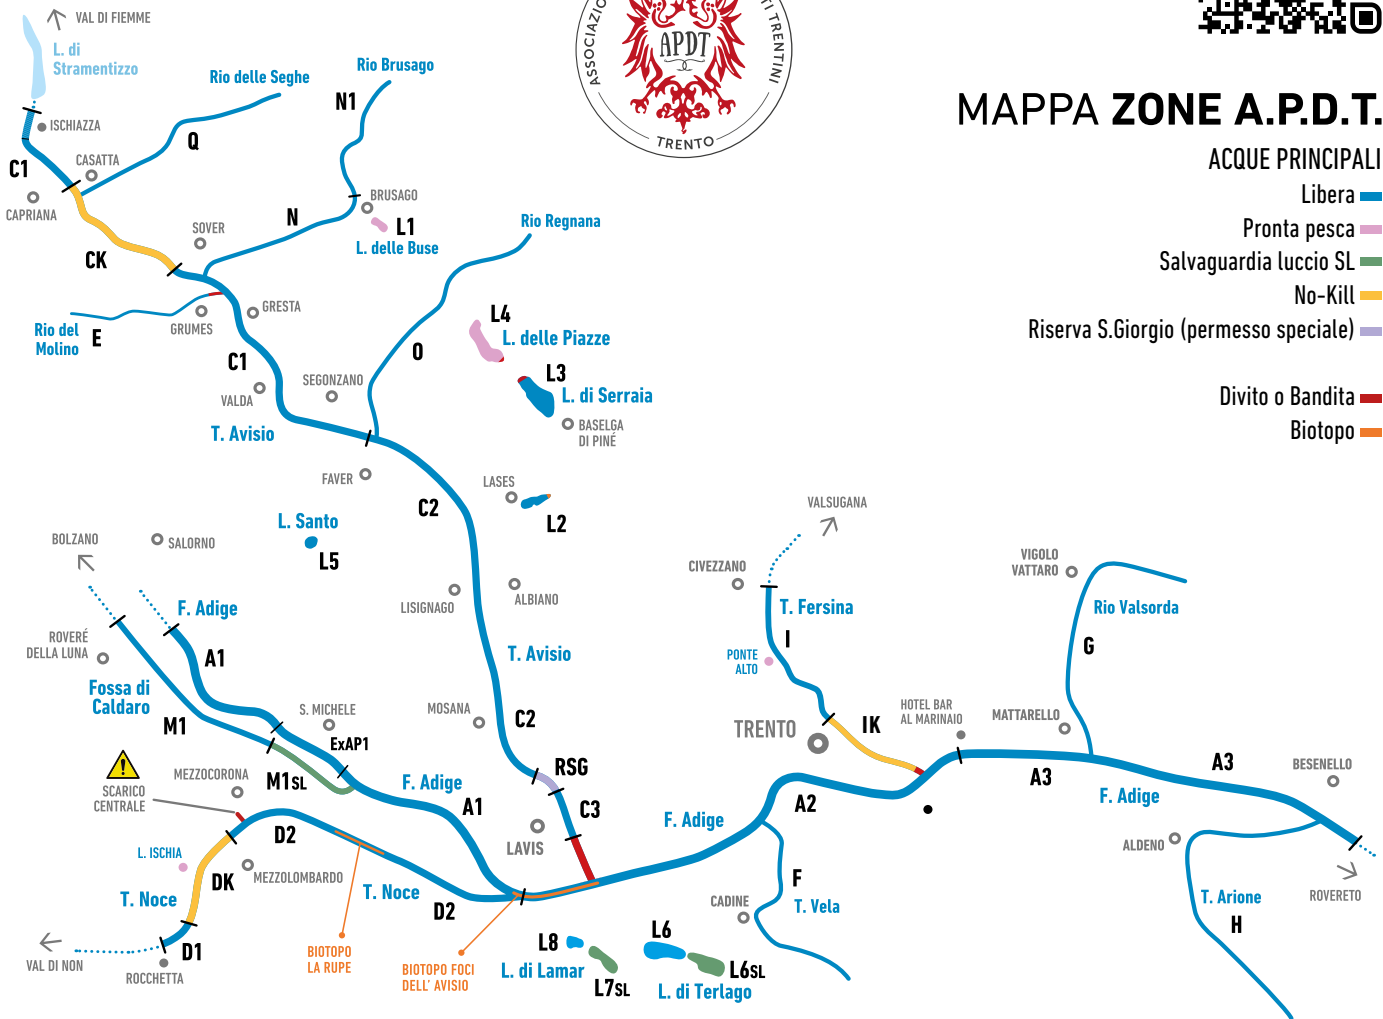 VAL DI FIEMME
L. di
Stramentizzo
ISCHIAZZA
C1
CASATTA
CAPRIANA
Rio delle Seghe
Q
Rio Brusago
N1
BRUSAGO
L1
L. delle Buse
N
SOVER
CK
Rio del
Molino
E
GRUMES
GRESTA
C1
VALDA
SEGONZANO
T. Avisio
FAVER
O
Rio Regnana
L4
L. delle Piazze
L3
L. di Serraia
BASELGA
DI PINÉ
LASES
L2
C2
L. Santo
L5
LISIGNAGO
ALBIANO
T. Avisio
MOSANA
C2
RSG
C3
LAVIS
ASSOCIAZIO
TI TRENTINI
APDT
TRENTO
MAPPA ZONE A.P.D.T.
ACQUE PRINCIPALI
Libera
Pronta pesca
Salvaguardia luccio SL
No-Kill
Riserva S.Giorgio (permesso speciale)
Divito o Bandita
Biotopo
BOLZANO
SALORNO
F. Adige
ROVERÉ
DELLA LUNA
A1
Fossa di
Caldaro
M1
S. MICHELE
ExAP1
M1SL
MEZZOCORONA
SCARICO
CENTRALE
F. Adige
A1
D2
L. ISCHIA
DK
MEZZOLOMBARDO
T. Noce
T. Noce
D2
D1
VAL DI NON
ROCCHETTA
BIOTOPO
LA RUPE
BIOTOPO FOCI
DELL' AVISIO
L8
L. di Lamar
L7SL
L6
L6SL
L. di Terlago
F. Adige
CADINE
F
T. Vela
VALSUGANA
CIVEZZANO
T. Fersina
I
PONTE
ALTO
TRENTO
IK
HOTEL BAR
AL MARINAIO
A2
VIGOLO
VATTARO
Rio Valsorda
G
MATTARELLO
A3
A3
F. Adige
BESENELLO
ALDENO
T. Arione
H
ROVERETO